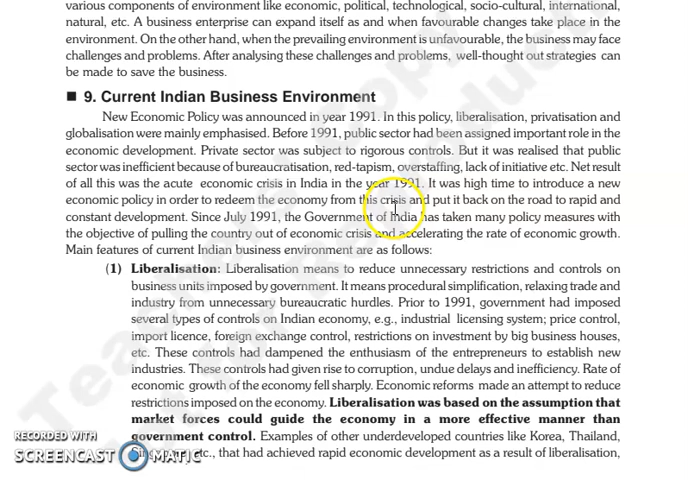 various components of environment like economic, political, technological, socio-cultural, international,
natural, etc. A business enterprise can expand itself as and when favourable changes take place in the
environment. On the other hand, when the prevailing environment is unfavourable, the business may face
challenges and problems. After analysing these challenges and problems, well-thought out strategies can
be made to save the business.
■ 9. Current Indian Business Environment
New Economic Policy was announced in year 1991. In this policy, liberalisation, privatisation and
globalisation were mainly emphasised. Before 1991, public sector had been assigned important role in the
economic development. Private sector was subject to rigorous controls. But it was realised that public
sector was inefficient because of bureaucratisation, red-tapism, overstaffing, lack of initiative etc. Net result
of all this was the acute economic crisis in India in the year 1991. It was high time to introduce a new
economic policy in order to redeem the economy from this crisis and put it back on the road to rapid and
constant development. Since July 1991, the Government of India has taken many policy measures with
the objective of pulling the country out of economic crisis and accelerating the rate of economic growth.
Main features of current Indian business environment are as follows:
(1) Liberalisation: Liberalisation means to reduce unnecessary restrictions and controls on
business units imposed by government. It means procedural simplification, relaxing trade and
industry from unnecessary bureaucratic hurdles. Prior to 1991, government had imposed
several types of controls on Indian economy, e.g., industrial licensing system; price control,
import licence, foreign exchange control, restrictions on investment by big business houses,
etc. These controls had dampened the enthusiasm of the entrepreneurs to establish new
industries. These controls had given rise to corruption, undue delays and inefficiency. Rate of
economic growth of the economy fell sharply. Economic reforms made an attempt to reduce
restrictions imposed on the economy. Liberalisation was based on the assumption that
market forces could guide the economy in a more effective manner than
government control. Examples of other underdeveloped countries like Korea, Thailand,
etc., that had achieved rapid economic development as a result of liberalisation,
RECORDED WITH
SCREENCAST MATIC